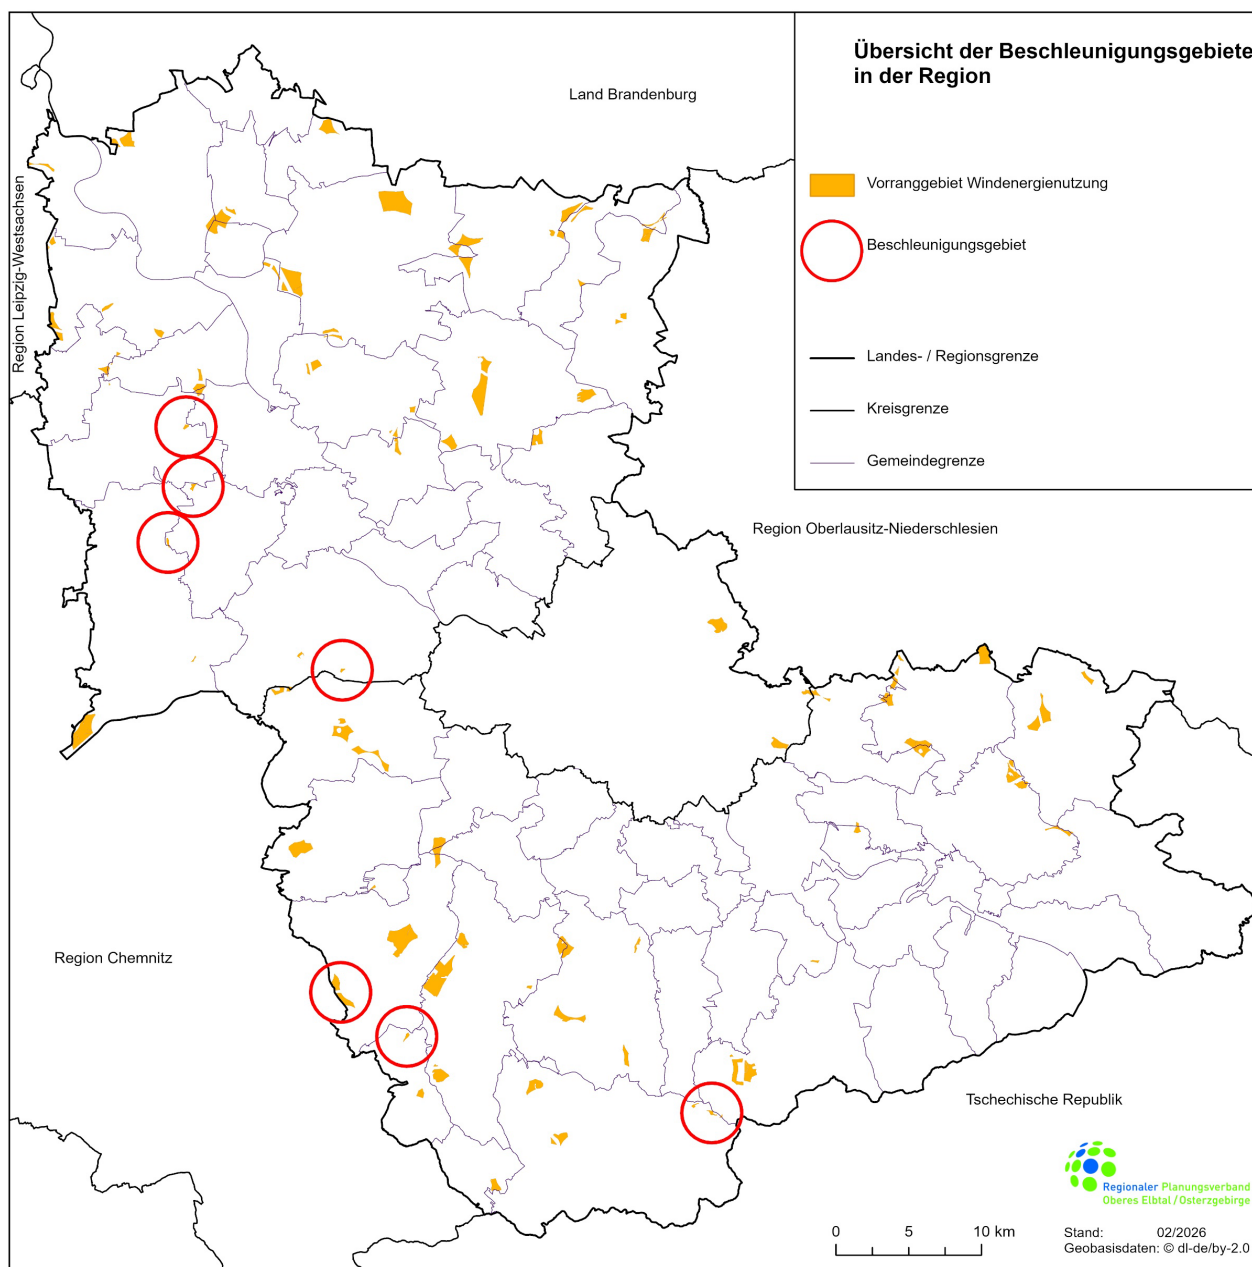 Übersicht der Beschleunigungsgebiete
in der Region
Land Brandenburg
Vorranggebiet Windenergienutzung
Beschleunigungsgebiet
Region Leipzig-Westsachsen
Landes- / Regionsgrenze
Kreisgrenze
Gemeindegrenze
Region Oberlausitz-Niederschlesien
Region Chemnitz
Tschechische Republik
Regionaler Planungsverband
Oberes Elbtal / Osterzgebirge
0 5 10 km
Stand: 02/2026
Geobasisdaten: © dl-de/by-2.0